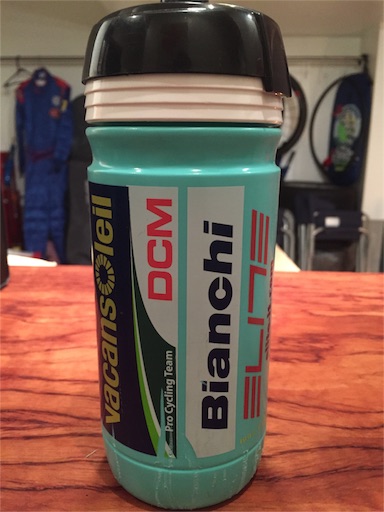 vacansoleil
DCM
Pro Cycling Team
Bianchi
ELITE